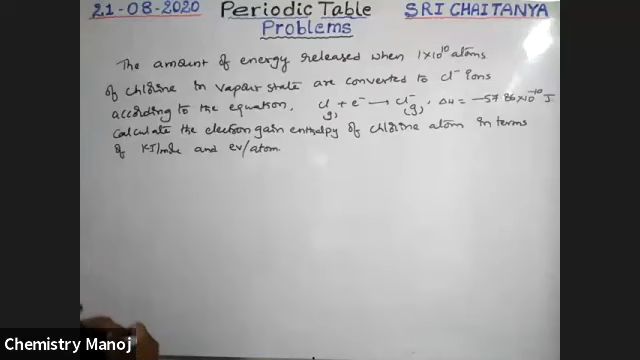 21-08-2020 Periodic Table SRI CHAITANYA
Problems
The amount of energy released when 1×10¹⁰ atoms
of chlorine in vapour state are converted to Cl⁻ ions
according to the equation, Cl(g) + e⁻ → Cl⁻(g), ΔH = -57.86×10⁻¹⁰ J
Calculate the electron gain enthalpy of chlorine atom in terms
of KJ/mole and ev/atom.
Chemistry Manoj